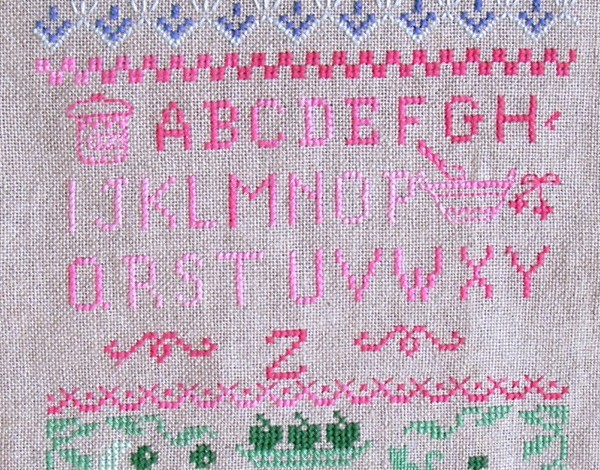 ABCDEFGH
IJKLMNOP
QRSTUVWXY
Z